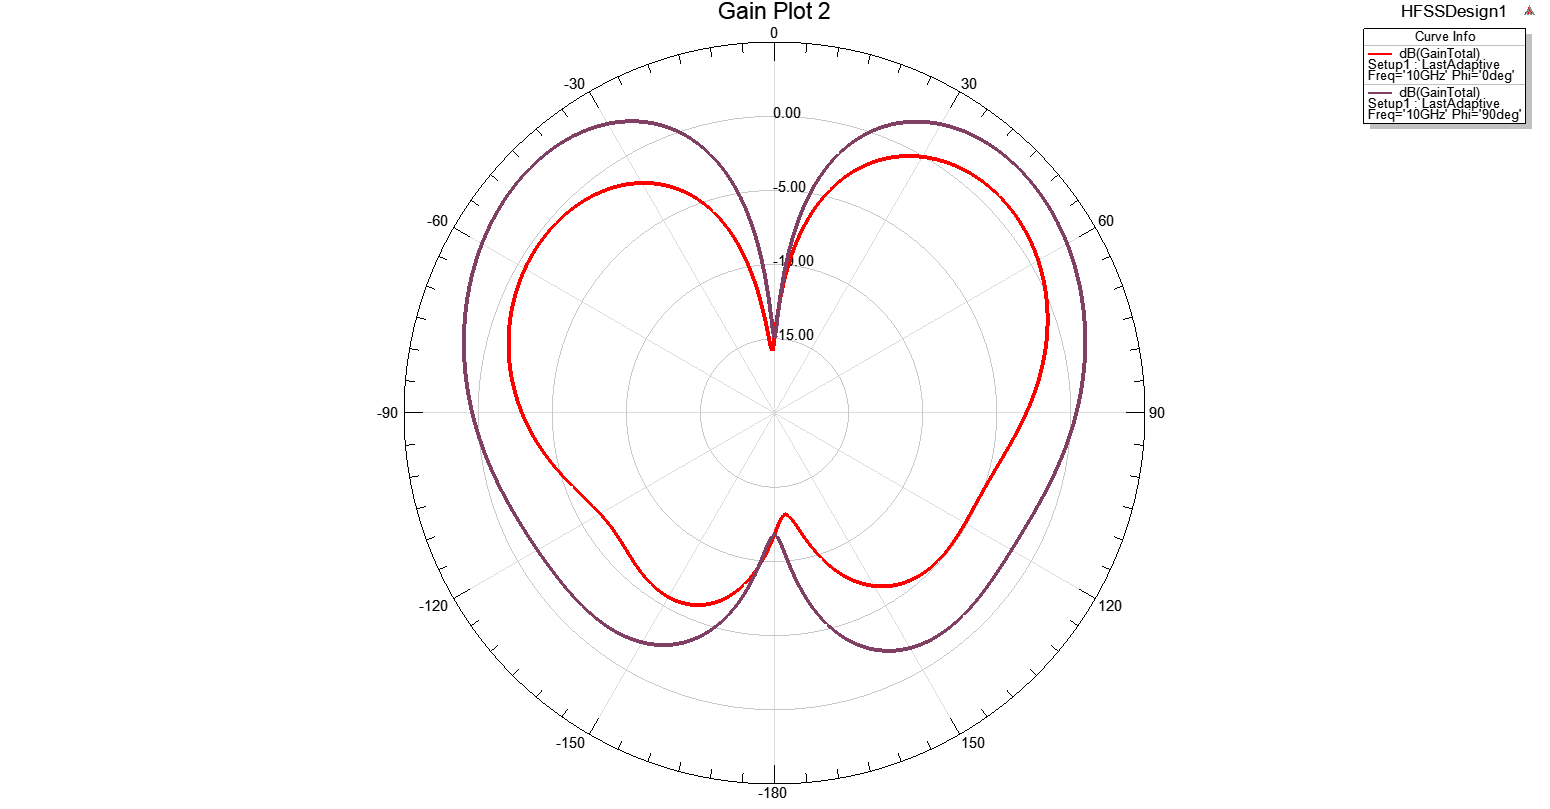 Gain Plot 2
HFSSDesign1
Curve Info
dB(GainTotal)
Setup1 : LastAdaptive
Freq='10GHz' Phi='0deg'
dB(GainTotal)
Setup1 : LastAdaptive
Freq='10GHz' Phi='90deg'
0
-30
30
0.00
-5.00
-60
60
-10.00
-15.00
-90
90
-120
120
-150
150
-180